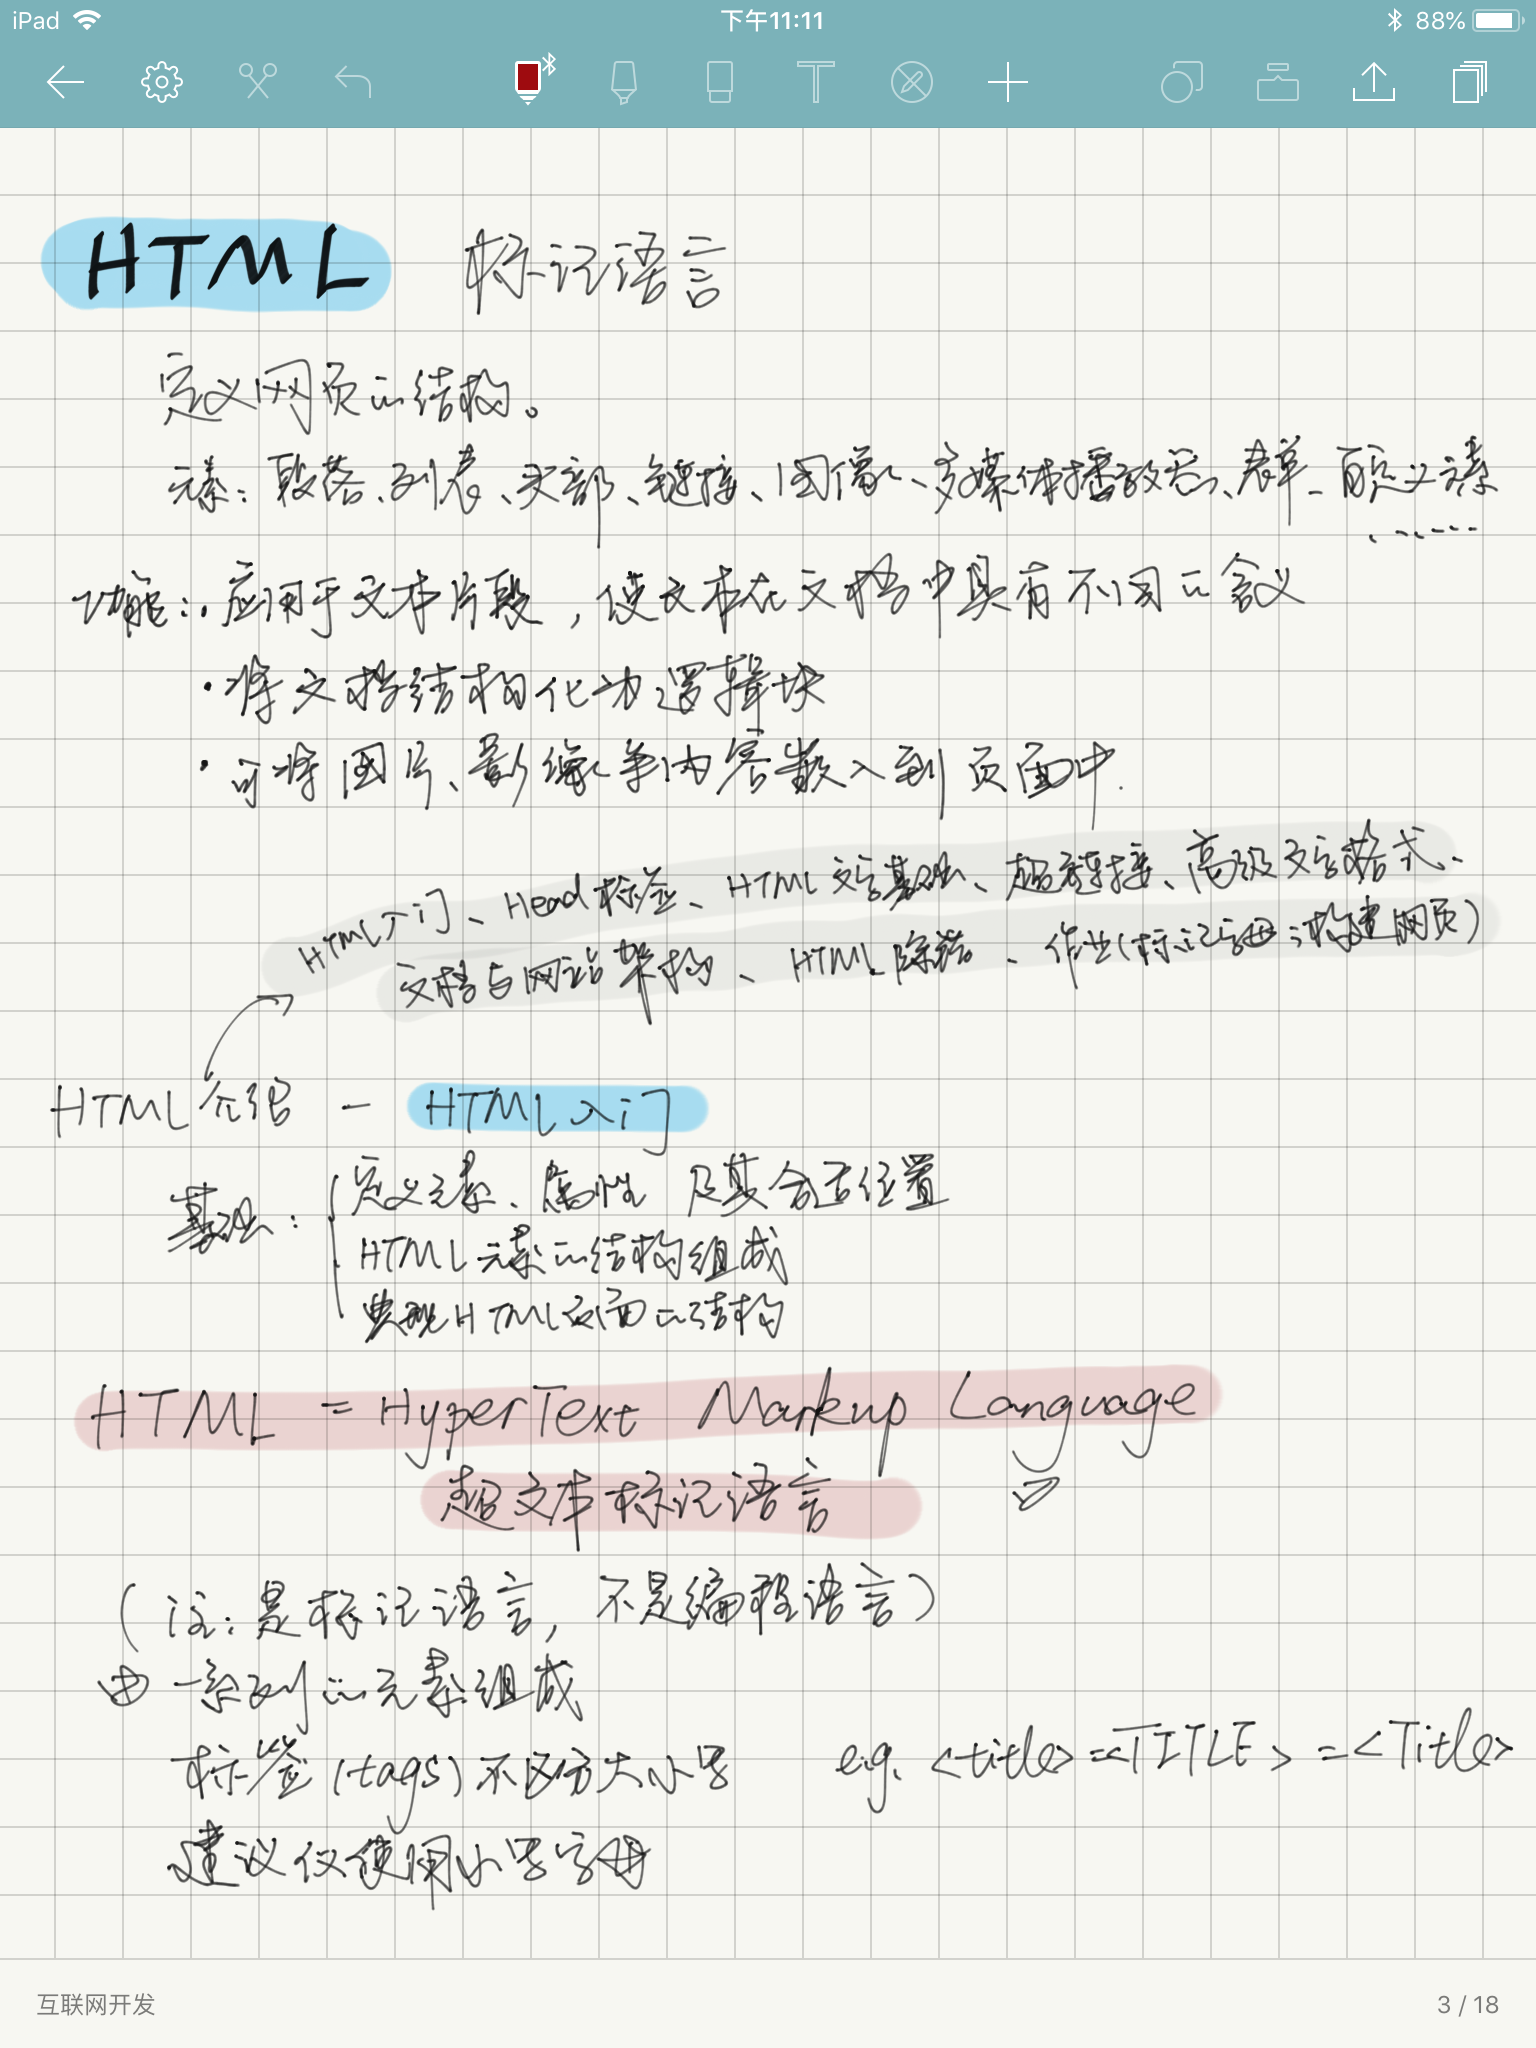 iPad 下午11:11 88%
HTML 标记语言
定义网页的结构。
元素：段落、列表、头部、链接、图像、多媒体播放器、表单、自定义元素
……
功能：· 应用于文本片段，使文本在文档中具有不同的含义
· 将文档结构化为逻辑块
· 可将图片、影像等内容嵌入到页面中.
HTML入门、Head标签、HTML文字基础、超链接、高级文字格式、
文档与网站架构、HTML除错、作业(标记字母;构建网页)
HTML介绍 — HTML入门
基础： 定义元素、属性 及其合适位置
HTML元素的结构组成
典型HTML页面的结构
HTML = HyperText Markup Language
超文本标记语言
（注：是标记语言，不是编程语言）
由一系列的元素组成
标签(tags)不区分大小写 e.g. <title>=<TITLE>=<Title>
建议仅使用小写字母
互联网开发 3 / 18